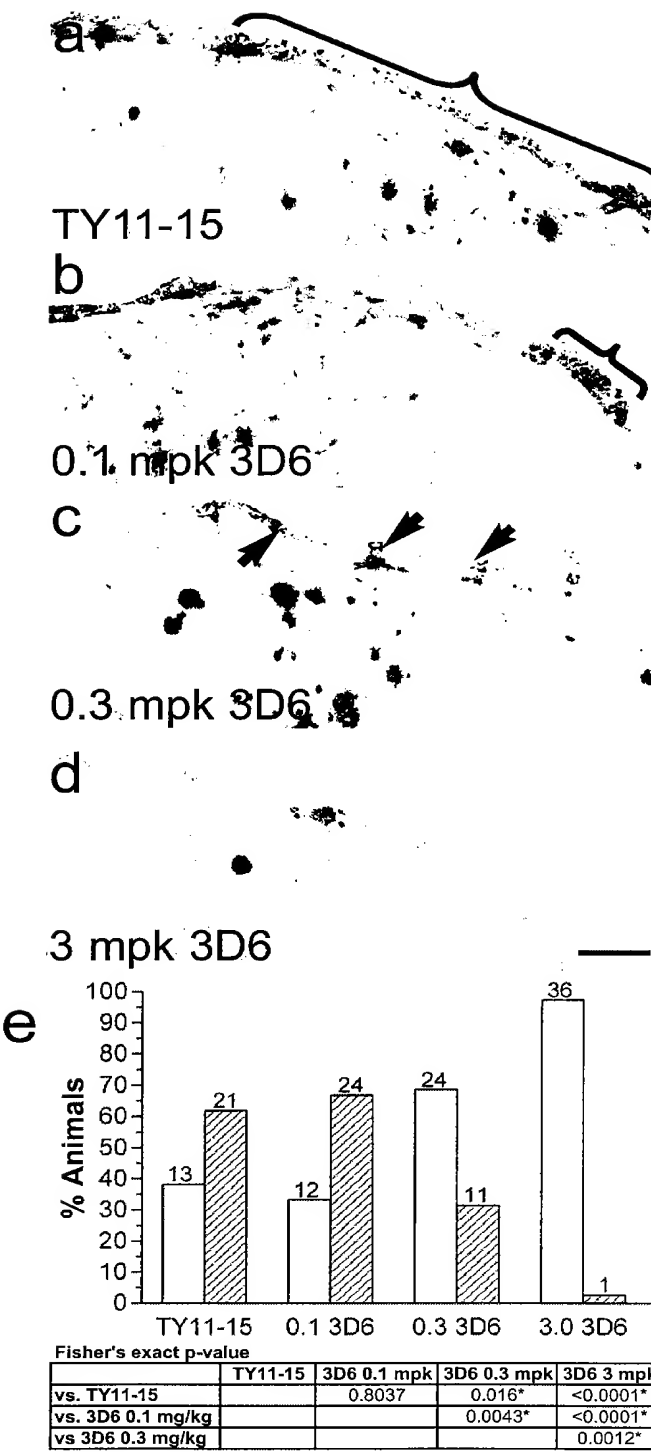 a
TY11-15
b
0.1 mpk 3D6
c
0.3 mpk 3D6
d
3 mpk 3D6
e
% Animals
100
90
80
70
60
50
40
30
20
10
0
13 21 12 24 24 11 36 1
TY11-15 0.1 3D6 0.3 3D6 3.0 3D6
Fisher's exact p-value
TY11-15 3D6 0.1 mpk 3D6 0.3 mpk 3D6 3 mpk
vs. TY11-15 0.8037 0.016* <0.0001*
vs. 3D6 0.1 mg/kg 0.0043* <0.0001*
vs 3D6 0.3 mg/kg 0.0012*